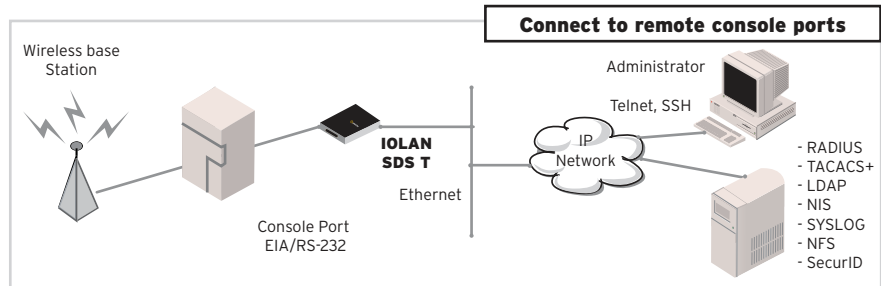 Connect to remote console ports
Wireless base
Station
IOLAN
SDS T
Console Port
EIA/RS-232
Ethernet
IP
Network
Administrator
Telnet, SSH
- RADIUS
- TACACS+
- LDAP
- NIS
- SYSLOG
- NFS
- SecurID